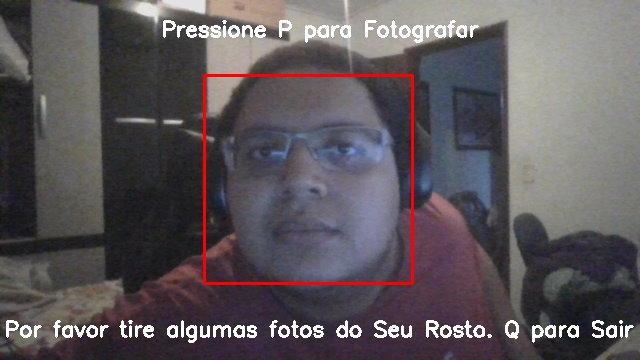 Pressione P para Fotografar
Por favor tire algumas fotos do Seu Rosto. Q para Sair